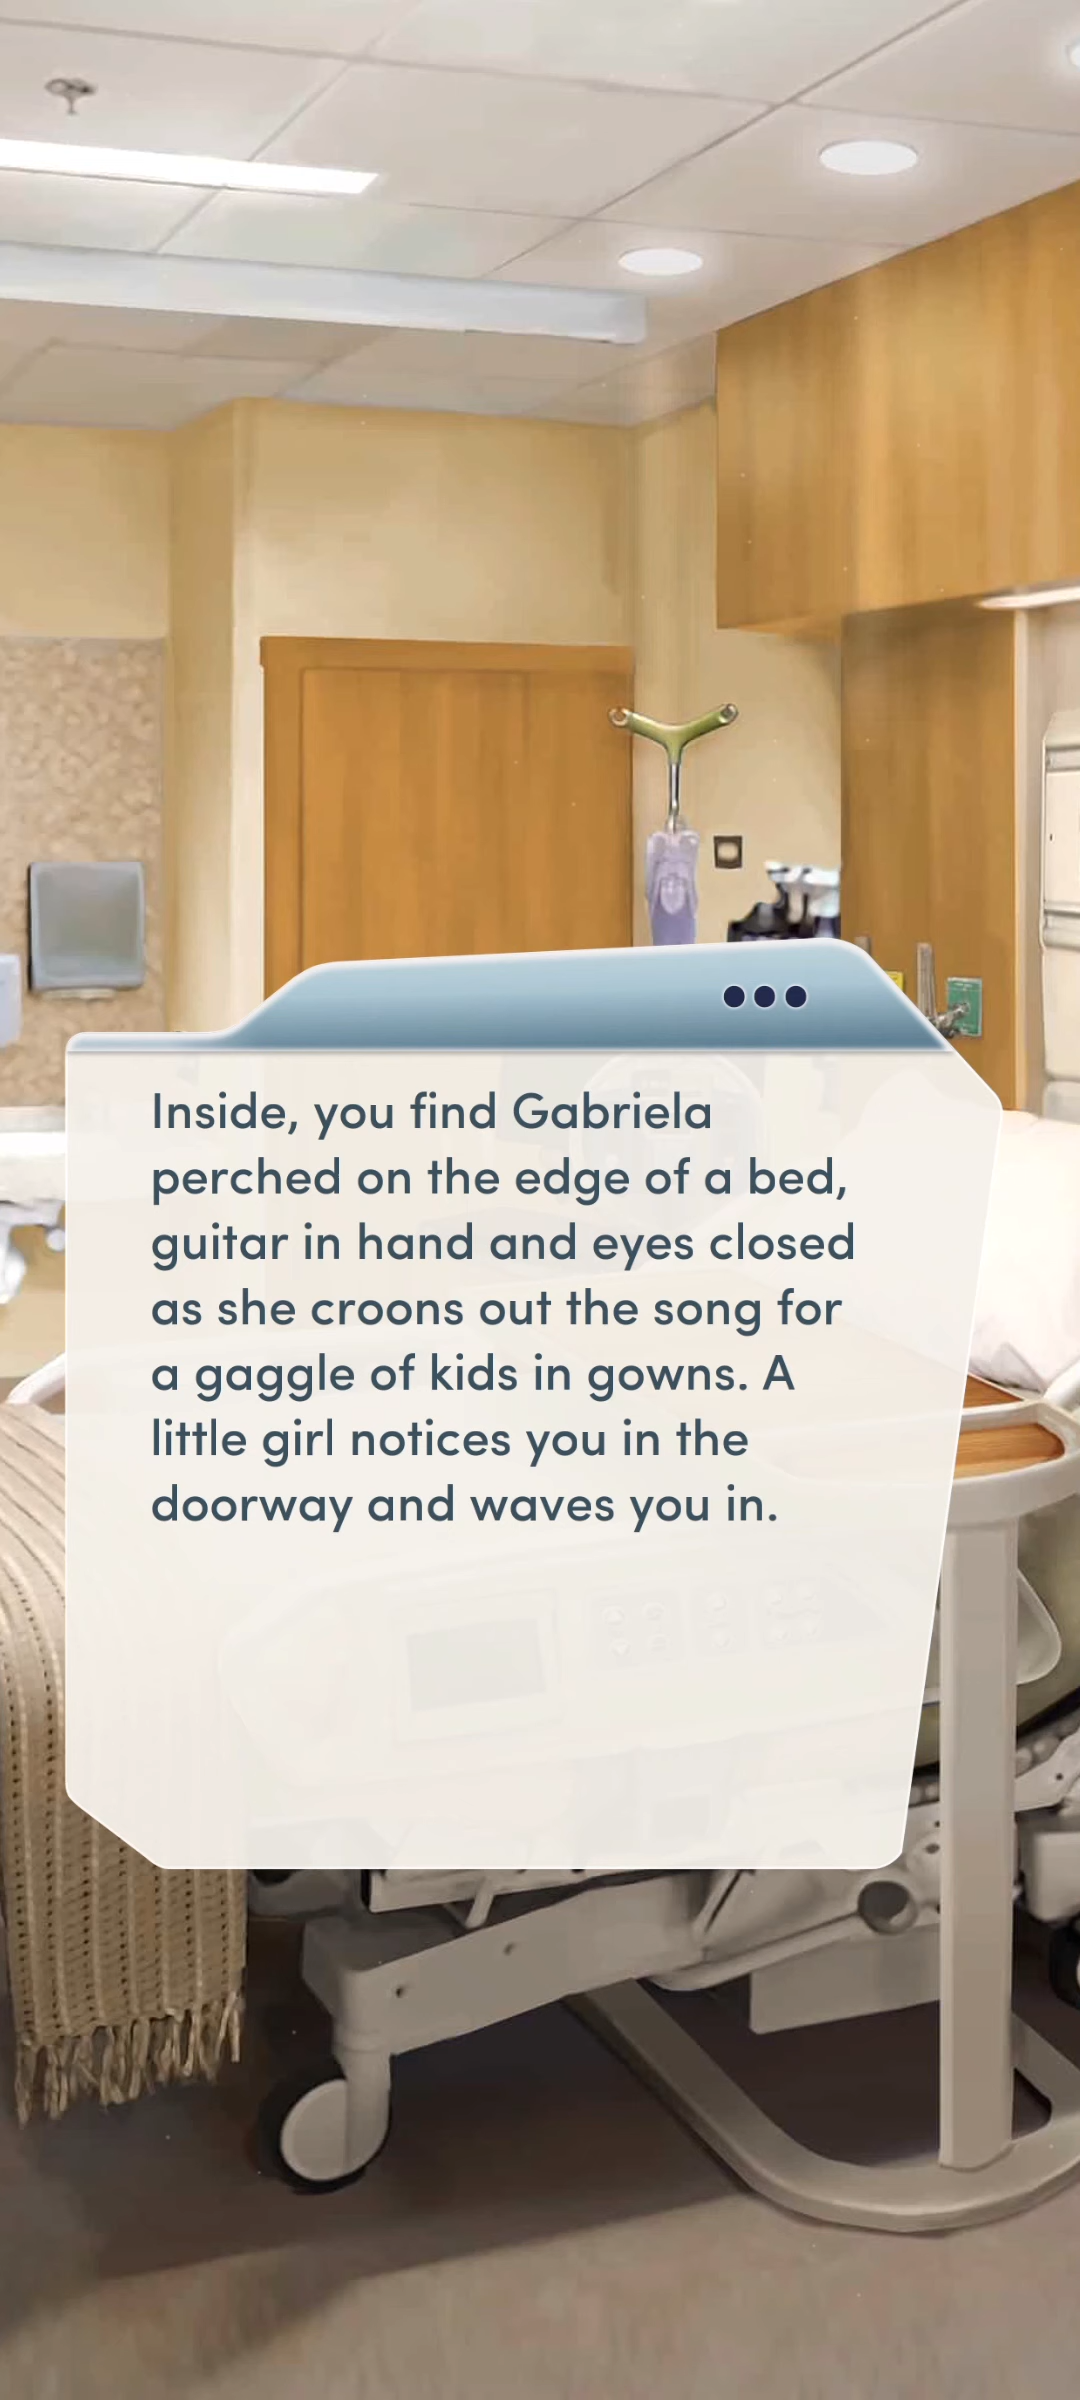 Inside, you find Gabriela
perched on the edge of a bed,
guitar in hand and eyes closed
as she croons out the song for
a gaggle of kids in gowns. A
little girl notices you in the
doorway and waves you in.